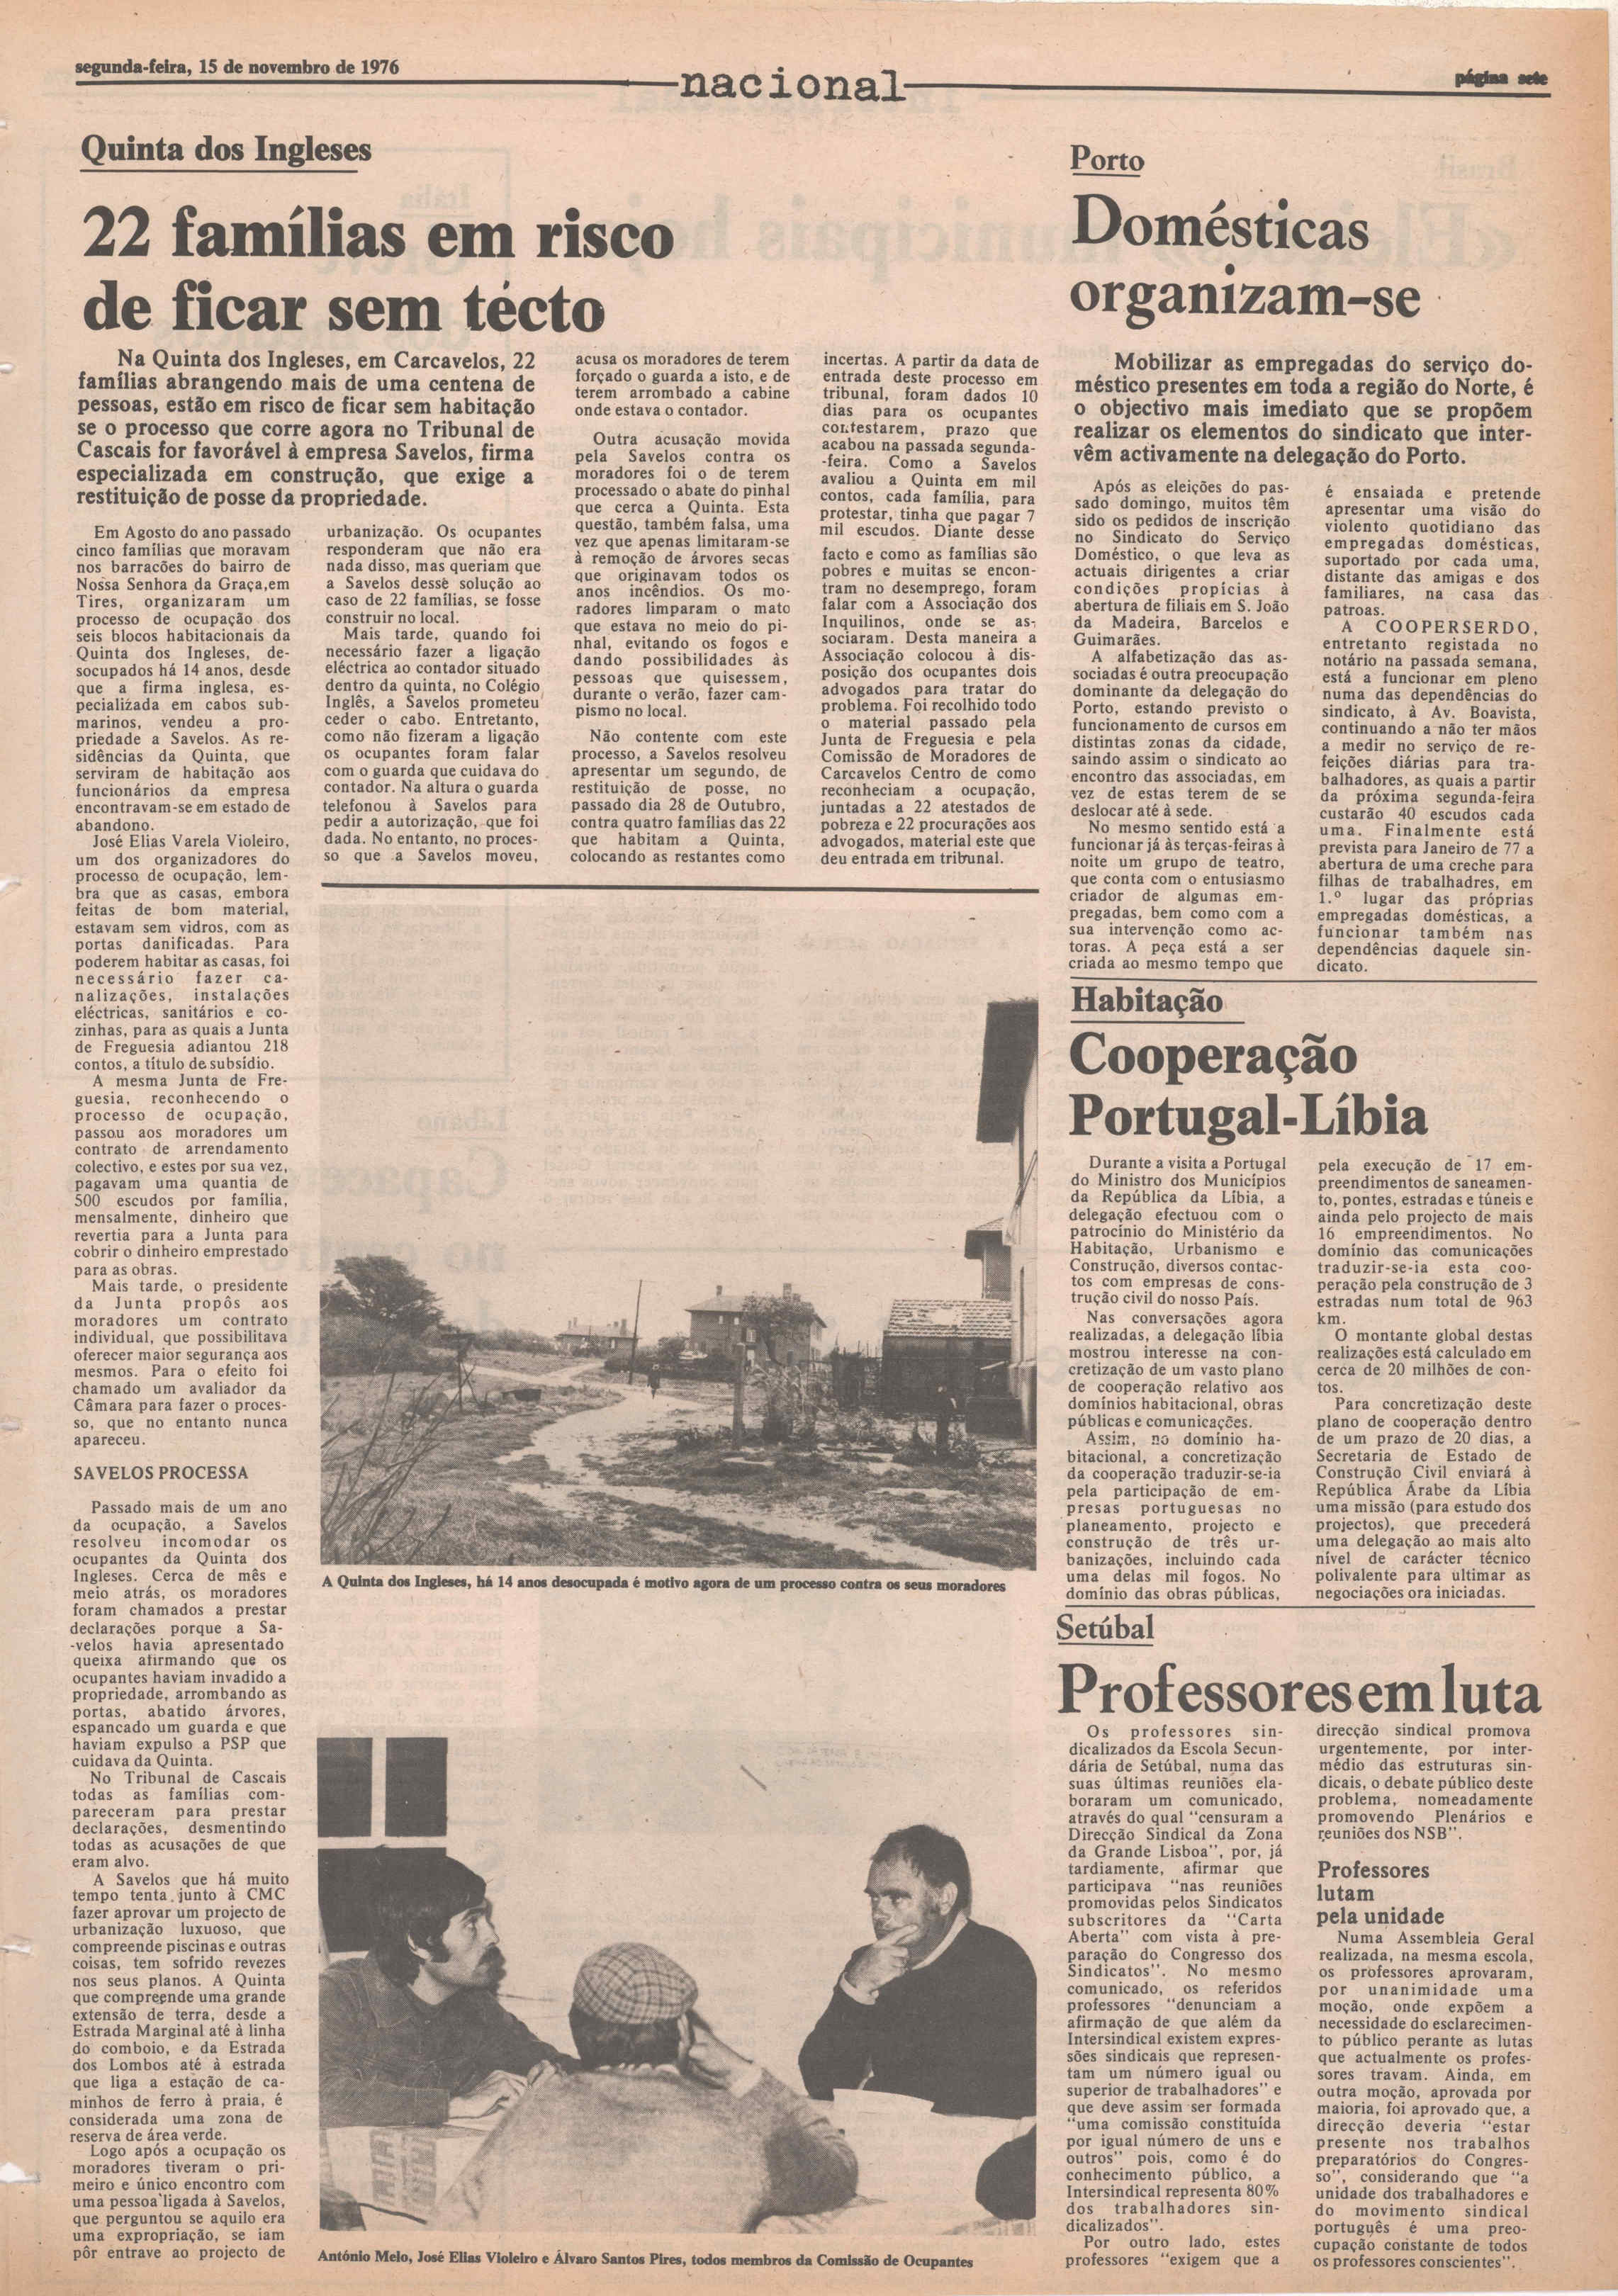 segunda-feira, 15 de novembro de 1976
nacional
página sete
Quinta dos Ingleses
22 famílias em risco
de ficar sem técto
Na Quinta dos Ingleses, em Carcavelos, 22
famílias abrangendo mais de uma centena de
pessoas, estão em risco de ficar sem habitação
se o processo que corre agora no Tribunal de
Cascais for favorável à empresa Savelos, firma
especializada em construção, que exige a
restituição de posse da propriedade.
Em Agosto do ano passado
cinco famílias que moravam
nos barracões do bairro de
Nossa Senhora da Graça,em
Tires, organizaram um
processo de ocupação dos
seis blocos habitacionais da
Quinta dos Ingleses, de-
socupados há 14 anos, desde
que a firma inglesa, es-
pecializada em cabos sub-
marinos, vendeu a pro-
priedade a Savelos. As re-
sidências da Quinta, que
serviram de habitação aos
funcionários da empresa
encontravam-se em estado de
abandono.
José Elias Varela Violeiro,
um dos organizadores do
processo de ocupação, lem-
bra que as casas, embora
feitas de bom material,
estavam sem vidros, com as
portas danificadas. Para
poderem habitar as casas, foi
necessário fazer ca-
nalizações, instalações
eléctricas, sanitários e co-
zinhas, para as quais a Junta
de Freguesia adiantou 218
contos, a título de subsídio.
A mesma Junta de Fre-
guesia, reconhecendo o
processo de ocupação,
passou aos moradores um
contrato de arrendamento
colectivo, e estes por sua vez,
pagavam uma quantia de
500 escudos por família,
mensalmente, dinheiro que
revertia para a Junta para
cobrir o dinheiro emprestado
para as obras.
Mais tarde, o presidente
da Junta propôs aos
moradores um contrato
individual, que possibilitava
oferecer maior segurança aos
mesmos. Para o efeito foi
chamado um avaliador da
Câmara para fazer o proces-
so, que no entanto nunca
apareceu.
SAVELOS PROCESSA
Passado mais de um ano
da ocupação, a Savelos
resolveu incomodar os
ocupantes da Quinta dos
Ingleses. Cerca de mês e
meio atrás, os moradores
foram chamados a prestar
declarações porque a Sa-
-velos havia apresentado
queixa afirmando que os
ocupantes haviam invadido a
propriedade, arrombando as
portas, abatido árvores,
espancado um guarda e que
haviam expulso a PSP que
cuidava da Quinta.
No Tribunal de Cascais
todas as famílias com-
pareceram para prestar
declarações, desmentindo
todas as acusações de que
eram alvo.
A Savelos que há muito
tempo tenta junto à CMC
fazer aprovar um projecto de
urbanização luxuoso, que
compreende piscinas e outras
coisas, tem sofrido revezes
nos seus planos. A Quinta
que compreende uma grande
extensão de terra, desde a
Estrada Marginal até à linha
do comboio, e da Estrada
dos Lombos até à estrada
que liga a estação de ca-
minhos de ferro à praia, é
considerada uma zona de
reserva de área verde.
Logo após a ocupação os
moradores tiveram o pri-
meiro e único encontro com
uma pessoa ligada à Savelos,
que perguntou se aquilo era
uma expropriação, se iam
pôr entrave ao projecto de
urbanização. Os ocupantes
responderam que não era
nada disso, mas queriam que
a Savelos desse solução ao
caso de 22 famílias, se fosse
construir no local.
Mais tarde, quando foi
necessário fazer a ligação
eléctrica ao contador situado
dentro da quinta, no Colégio
Inglês, a Savelos prometeu
ceder o cabo. Entretanto,
como não fizeram a ligação
os ocupantes foram falar
com o guarda que cuidava do
contador. Na altura o guarda
telefonou à Savelos para
pedir a autorização, que foi
dada. No entanto, no proces-
so que a Savelos moveu,
acusa os moradores de terem
forçado o guarda a isto, e de
terem arrombado a cabine
onde estava o contador.
Outra acusação movida
pela Savelos contra os
moradores foi o de terem
processado o abate do pinhal
que cerca a Quinta. Esta
questão, também falsa, uma
vez que apenas limitaram-se
à remoção de árvores secas
que originavam todos os
anos incêndios. Os mo-
radores limparam o mato
que estava no meio do pi-
nhal, evitando os fogos e
dando possibilidades às
pessoas que quisessem,
durante o verão, fazer cam-
pismo no local.
Não contente com este
processo, a Savelos resolveu
apresentar um segundo, de
restituição de posse, no
passado dia 28 de Outubro,
contra quatro famílias das 22
que habitam a Quinta,
colocando as restantes como
incertas. A partir da data de
entrada deste processo em
tribunal, foram dados 10
dias para os ocupantes
contestarem, prazo que
acabou na passada segunda-
-feira. Como a Savelos
avaliou a Quinta em mil
contos, cada família, para
protestar, tinha que pagar 7
mil escudos. Diante desse
facto e como as famílias são
pobres e muitas se encon-
tram no desemprego, foram
falar com a Associação dos
Inquilinos, onde se as-
sociaram. Desta maneira a
Associação colocou à dis-
posição dos ocupantes dois
advogados para tratar do
problema. Foi recolhido todo
o material passado pela
Junta de Freguesia e pela
Comissão de Moradores de
Carcavelos Centro de como
reconheciam a ocupação,
juntadas a 22 atestados de
pobreza e 22 procurações aos
advogados, material este que
deu entrada em tribunal.
A Quinta dos Ingleses, há 14 anos desocupada é motivo agora de um processo contra os seus moradores
António Melo, José Elias Violeiro e Álvaro Santos Pires, todos membros da Comissão de Ocupantes
Porto
Domésticas
organizam-se
Mobilizar as empregadas do serviço do-
méstico presentes em toda a região do Norte, é
o objectivo mais imediato que se propõem
realizar os elementos do sindicato que inter-
vêm activamente na delegação do Porto.
Após as eleições do pas-
sado domingo, muitos têm
sido os pedidos de inscrição
no Sindicato do Serviço
Doméstico, o que leva as
actuais dirigentes a criar
condições propícias à
abertura de filiais em S. João
da Madeira, Barcelos e
Guimarães.
A alfabetização das as-
sociadas é outra preocupação
dominante da delegação do
Porto, estando previsto o
funcionamento de cursos em
distintas zonas da cidade,
saindo assim o sindicato ao
encontro das associadas, em
vez de estas terem de se
deslocar até à sede.
No mesmo sentido está a
funcionar já às terças-feiras à
noite um grupo de teatro,
que conta com o entusiasmo
criador de algumas em-
pregadas, bem como com a
sua intervenção como ac-
toras. A peça está a ser
criada ao mesmo tempo que
é ensaiada e pretende
apresentar uma visão do
violento quotidiano das
empregadas domésticas,
suportado por cada uma,
distante das amigas e dos
familiares, na casa das
patroas.
A COOPERSERDO,
entretanto registada no
notário na passada semana,
está a funcionar em pleno
numa das dependências do
sindicato, à Av. Boavista,
continuando a não ter mãos
a medir no serviço de re-
feições diárias para tra-
balhadores, as quais a partir
da próxima segunda-feira
custarão 40 escudos cada
uma. Finalmente está
prevista para Janeiro de 77 a
abertura de uma creche para
filhas de trabalhadres, em
1.º lugar das próprias
empregadas domésticas, a
funcionar também nas
dependências daquele sin-
dicato.
Habitação
Cooperação
Portugal-Líbia
Durante a visita a Portugal
do Ministro dos Municípios
da República da Líbia, a
delegação efectuou com o
patrocínio do Ministério da
Habitação, Urbanismo e
Construção, diversos contac-
tos com empresas de cons-
trução civil do nosso País.
Nas conversações agora
realizadas, a delegação líbia
mostrou interesse na con-
cretização de um vasto plano
de cooperação relativo aos
domínios habitacional, obras
públicas e comunicações.
Assim, no domínio ha-
bitacional, a concretização
da cooperação traduzir-se-ia
pela participação de em-
presas portuguesas no
planeamento, projecto e
construção de três ur-
banizações, incluindo cada
uma delas mil fogos. No
domínio das obras públicas,
pela execução de 17 em-
preendimentos de saneamen-
to, pontes, estradas e túneis e
ainda pelo projecto de mais
16 empreendimentos. No
domínio das comunicações
traduzir-se-ia esta coo-
peração pela construção de 3
estradas num total de 963
km.
O montante global destas
realizações está calculado em
cerca de 20 milhões de con-
tos.
Para concretização deste
plano de cooperação dentro
de um prazo de 20 dias, a
Secretaria de Estado de
Construção Civil enviará à
República Árabe da Líbia
uma missão (para estudo dos
projectos), que precederá
uma delegação ao mais alto
nível de carácter técnico
polivalente para ultimar as
negociações ora iniciadas.
Setúbal
Professores em luta
Os professores sin-
dicalizados da Escola Secun-
dária de Setúbal, numa das
suas últimas reuniões ela-
boraram um comunicado,
através do qual "censuram a
Direcção Sindical da Zona
da Grande Lisboa", por, já
tardiamente, afirmar que
participava "nas reuniões
promovidas pelos Sindicatos
subscritores da "Carta
Aberta" com vista à pre-
paração do Congresso dos
Sindicatos". No mesmo
comunicado, os referidos
professores "denunciam a
afirmação de que além da
Intersindical existem expres-
sões sindicais que represen-
tam um número igual ou
superior de trabalhadores" e
que deve assim ser formada
"uma comissão constituída
por igual número de uns e
outros" pois, como é do
conhecimento público, a
Intersindical representa 80%
dos trabalhadores sin-
dicalizados".
Por outro lado, estes
professores "exigem que a
direcção sindical promova
urgentemente, por inter-
médio das estruturas sin-
dicais, o debate público deste
problema, nomeadamente
promovendo Plenários e
reuniões dos NSB".
Professores
lutam
pela unidade
Numa Assembleia Geral
realizada, na mesma escola,
os professores aprovaram,
por unanimidade uma
moção, onde expõem a
necessidade do esclarecimen-
to público perante as lutas
que actualmente os profes-
sores travam. Ainda, em
outra moção, aprovada por
maioria, foi aprovado que, a
direcção deveria "estar
presente nos trabalhos
preparatórios do Congres-
so", considerando que "a
unidade dos trabalhadores e
do movimento sindical
português é uma preo-
cupação constante de todos
os professores conscientes".